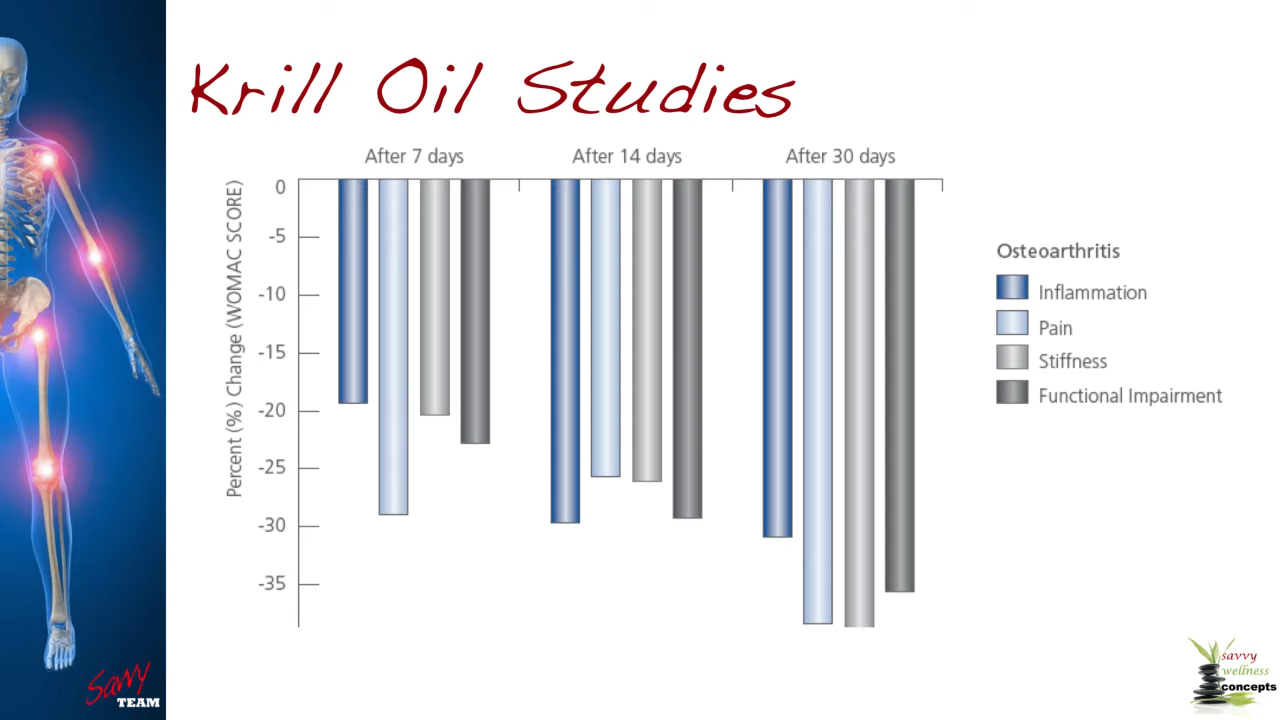 Krill Oil Studies
After 7 days
After 14 days
After 30 days
Percent (%) Change (WOMAC SCORE)
0
-5
-10
-15
-20
-25
-30
-35
Osteoarthritis
Inflammation
Pain
Stiffness
Functional Impairment
Savvy
TEAM
savvy
wellness
concepts